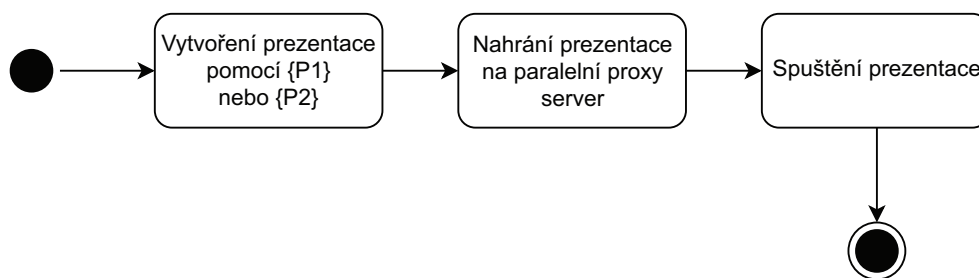 Vytvoření prezentace
pomocí {P1}
nebo {P2}
Nahrání prezentace
na paralelní proxy
server
Spuštění prezentace